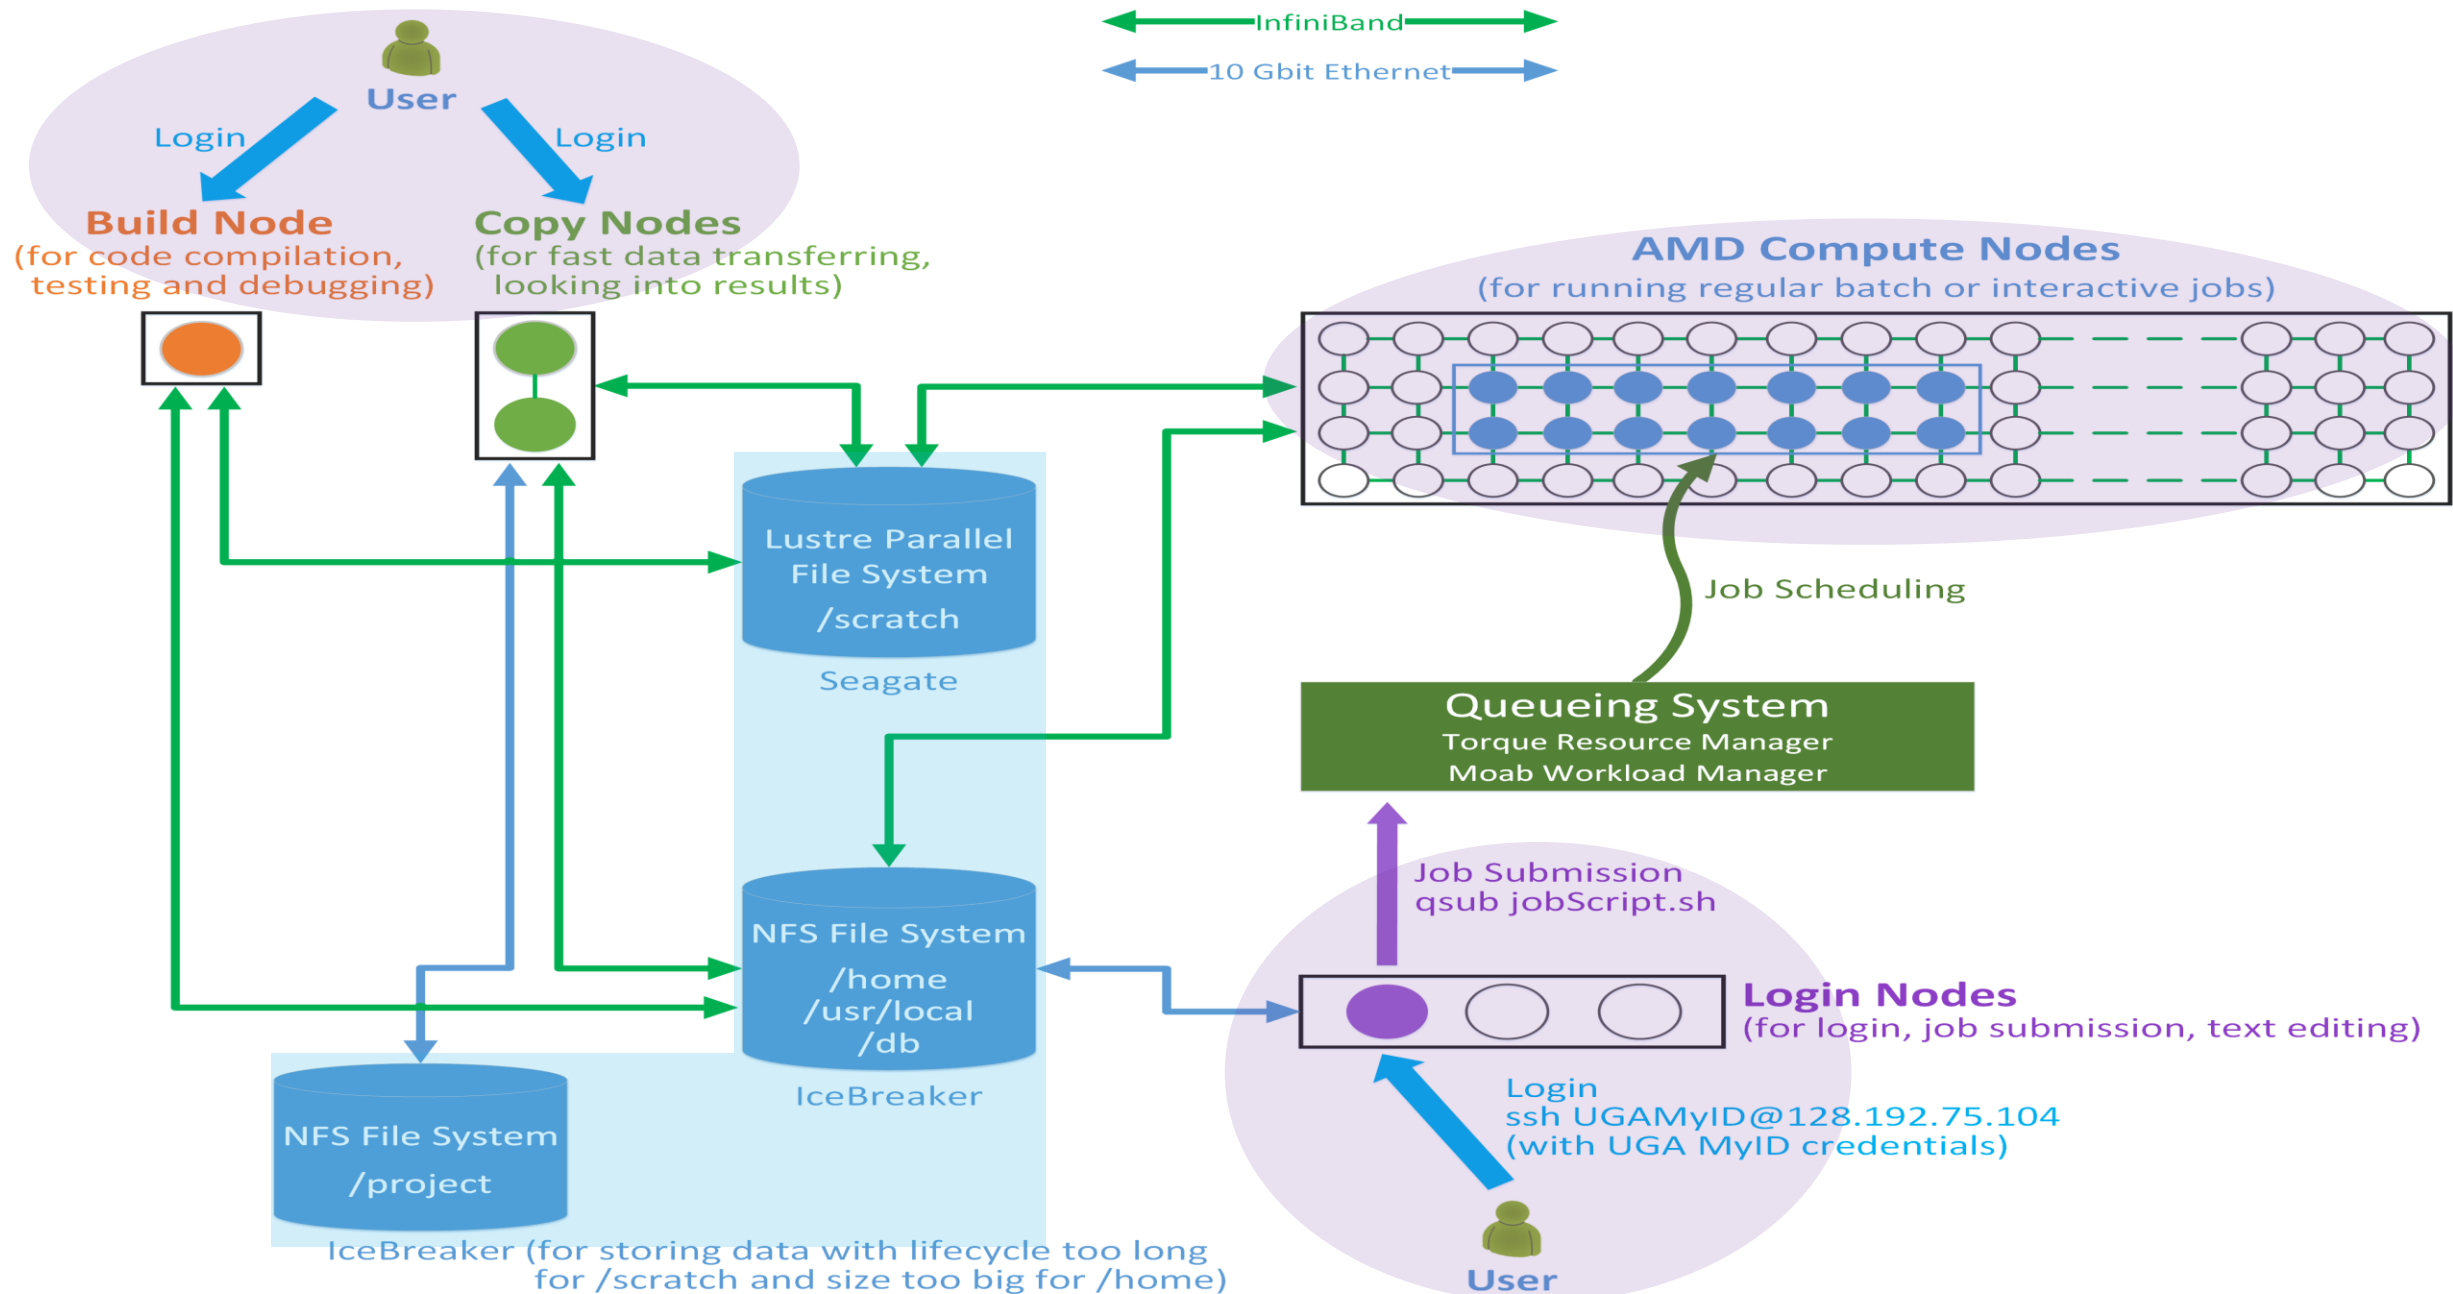 InfiniBand
10 Gbit Ethernet
User
Login
Login
Build Node
(for code compilation,
testing and debugging)
Copy Nodes
(for fast data transferring,
looking into results)
AMD Compute Nodes
(for running regular batch or interactive jobs)
Lustre Parallel
File System
/scratch
Seagate
Job Scheduling
Queueing System
Torque Resource Manager
Moab Workload Manager
Job Submission
qsub jobScript.sh
NFS File System
/home
/usr/local
/db
IceBreaker
Login Nodes
(for login, job submission, text editing)
Login
ssh UGAMyID@128.192.75.104
(with UGA MyID credentials)
NFS File System
/project
IceBreaker (for storing data with lifecycle too long
for /scratch and size too big for /home)
User